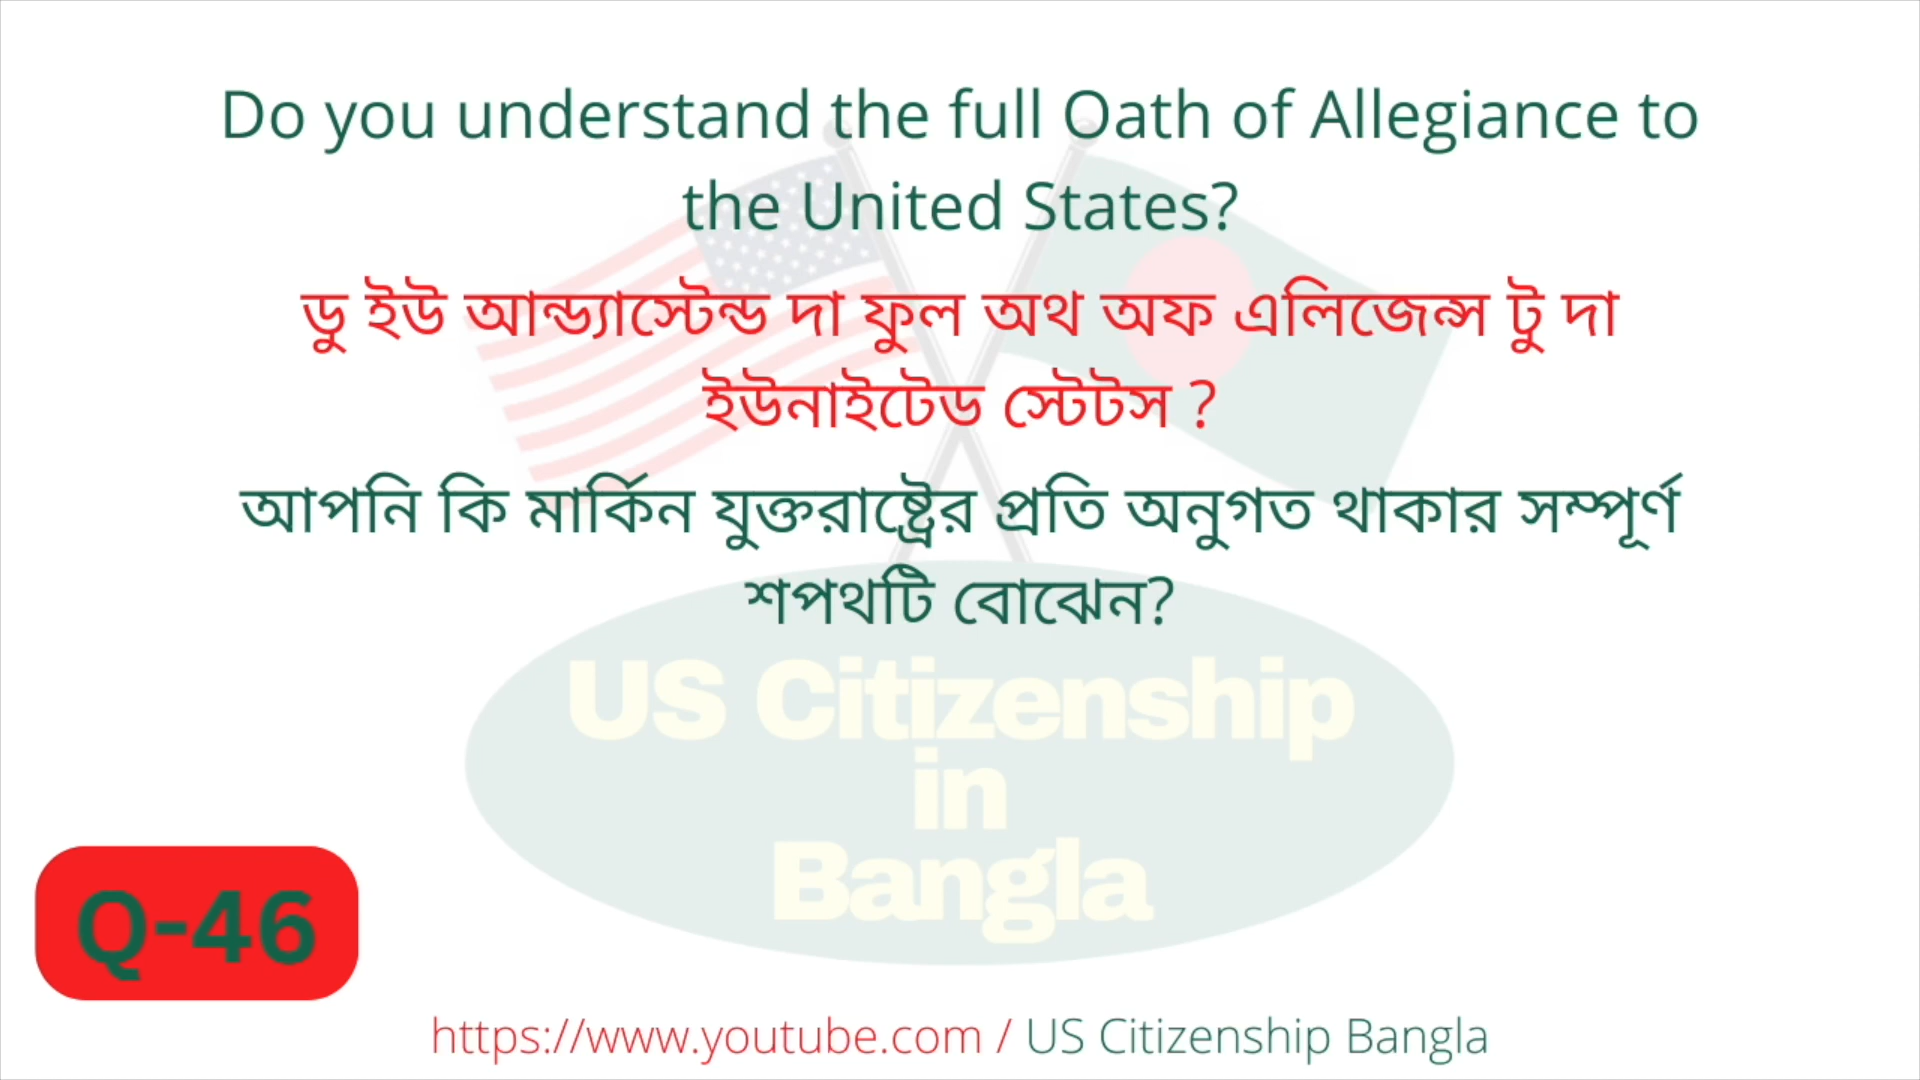 Do you understand the full Oath of Allegiance to
the United States?
ডু ইউ আন্ড্যাস্টেন্ড দা ফুল অথ অফ এলিজেন্স টু দা
ইউনাইটেড স্টেটস ?
আপনি কি মার্কিন যুক্তরাষ্ট্রের প্রতি অনুগত থাকার সম্পূর্ণ
শপথটি বোঝেন?
US Citizenship
in
Bangla
Q-46
https://www.youtube.com / US Citizenship Bangla